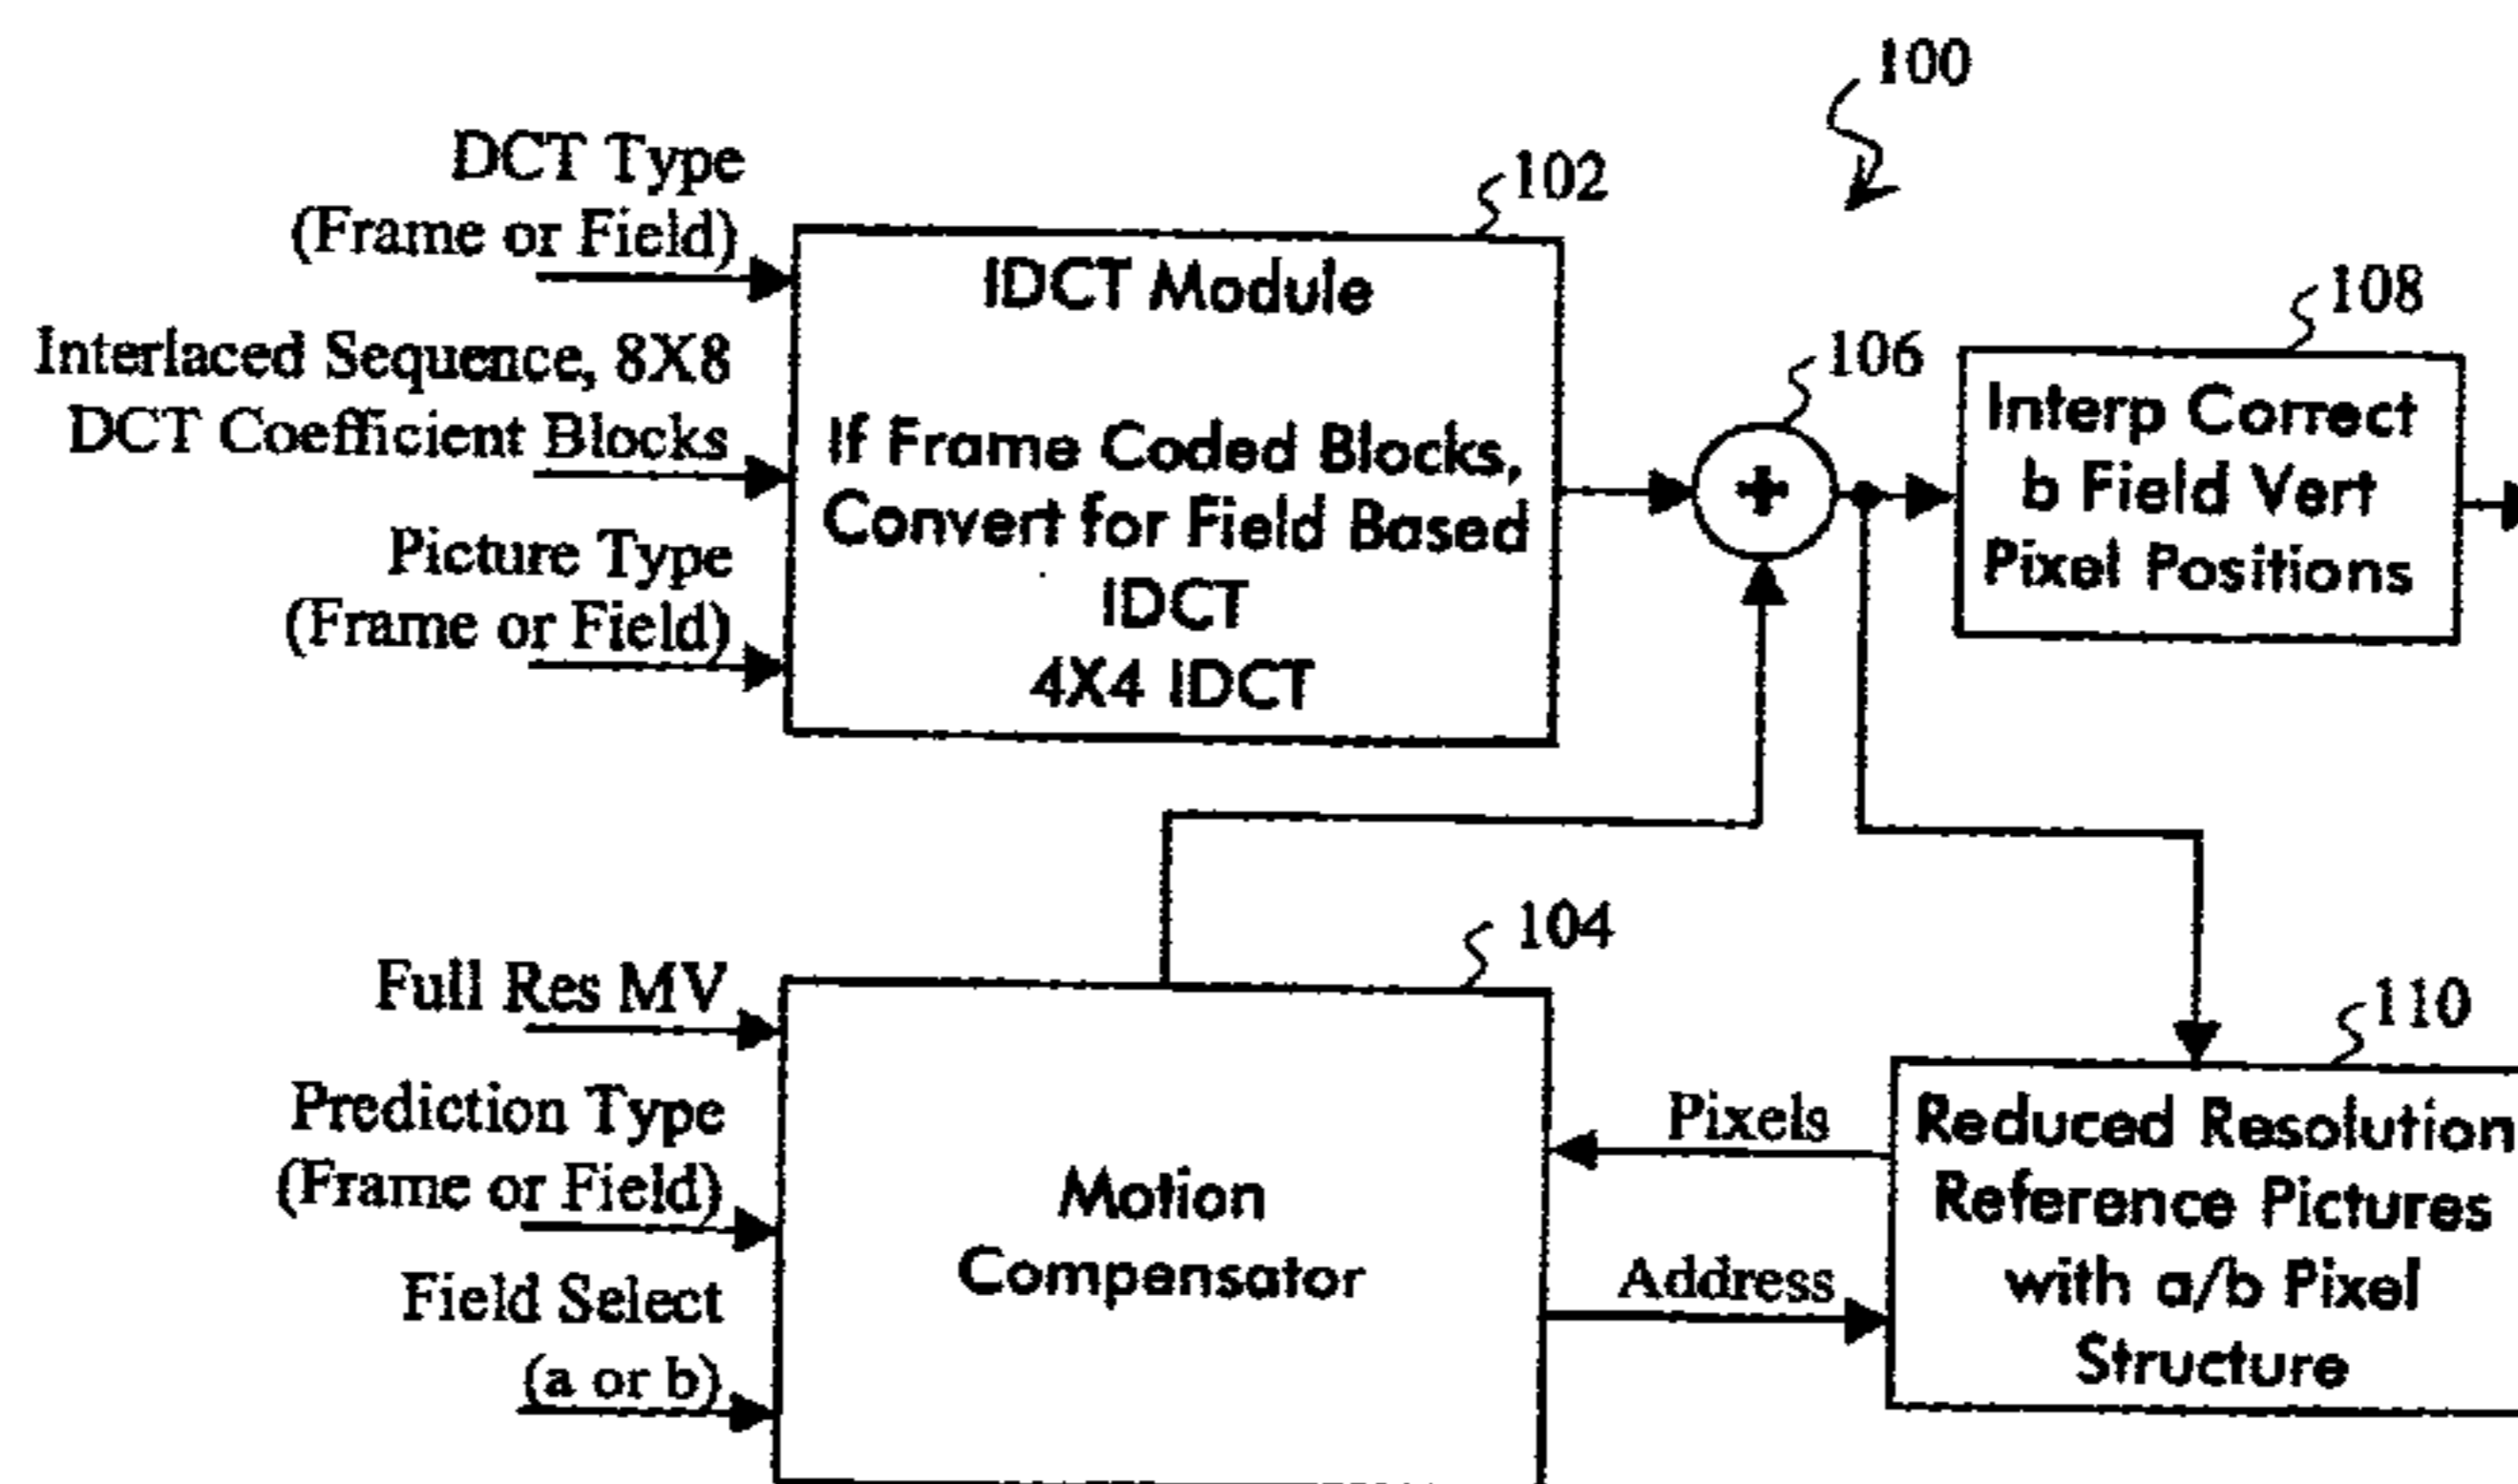 100
DCT Type
(Frame or Field)
102
IDCT Module
Interlaced Sequence, 8X8
DCT Coefficient Blocks
If Frame Coded Blocks,
Convert for Field Based
IDCT
4X4 IDCT
Picture Type
(Frame or Field)
106
+
108
Interp Correct
b Field Vert
Pixel Positions
104
Full Res MV
Prediction Type
(Frame or Field)
Field Select
(a or b)
Motion
Compensator
Pixels
Address
110
Reduced Resolution
Reference Pictures
with a/b Pixel
Structure